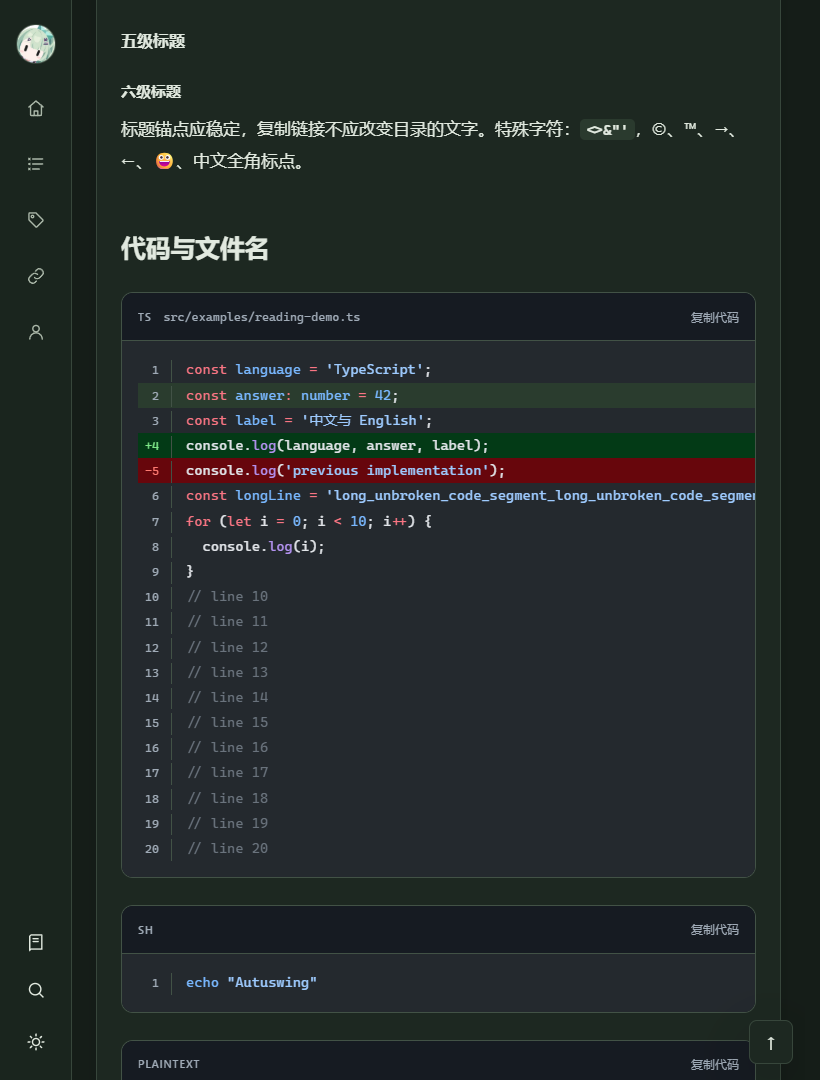 五级标题
六级标题
标题锚点应稳定，复制链接不应改变目录的文字。特殊字符：<>&"'，©、™、→、
←、😀、中文全角标点。
代码与文件名
TS src/examples/reading-demo.ts 复制代码
1 const language = 'TypeScript';
2 const answer: number = 42;
3 const label = '中文与 English';
+4 console.log(language, answer, label);
-5 console.log('previous implementation');
6 const longLine = 'long_unbroken_code_segment_long_unbroken_code_segme
7 for (let i = 0; i < 10; i++) {
8   console.log(i);
9 }
10 // line 10
11 // line 11
12 // line 12
13 // line 13
14 // line 14
15 // line 15
16 // line 16
17 // line 17
18 // line 18
19 // line 19
20 // line 20
SH 复制代码
1 echo "Autuswing"
PLAINTEXT 复制代码
↑